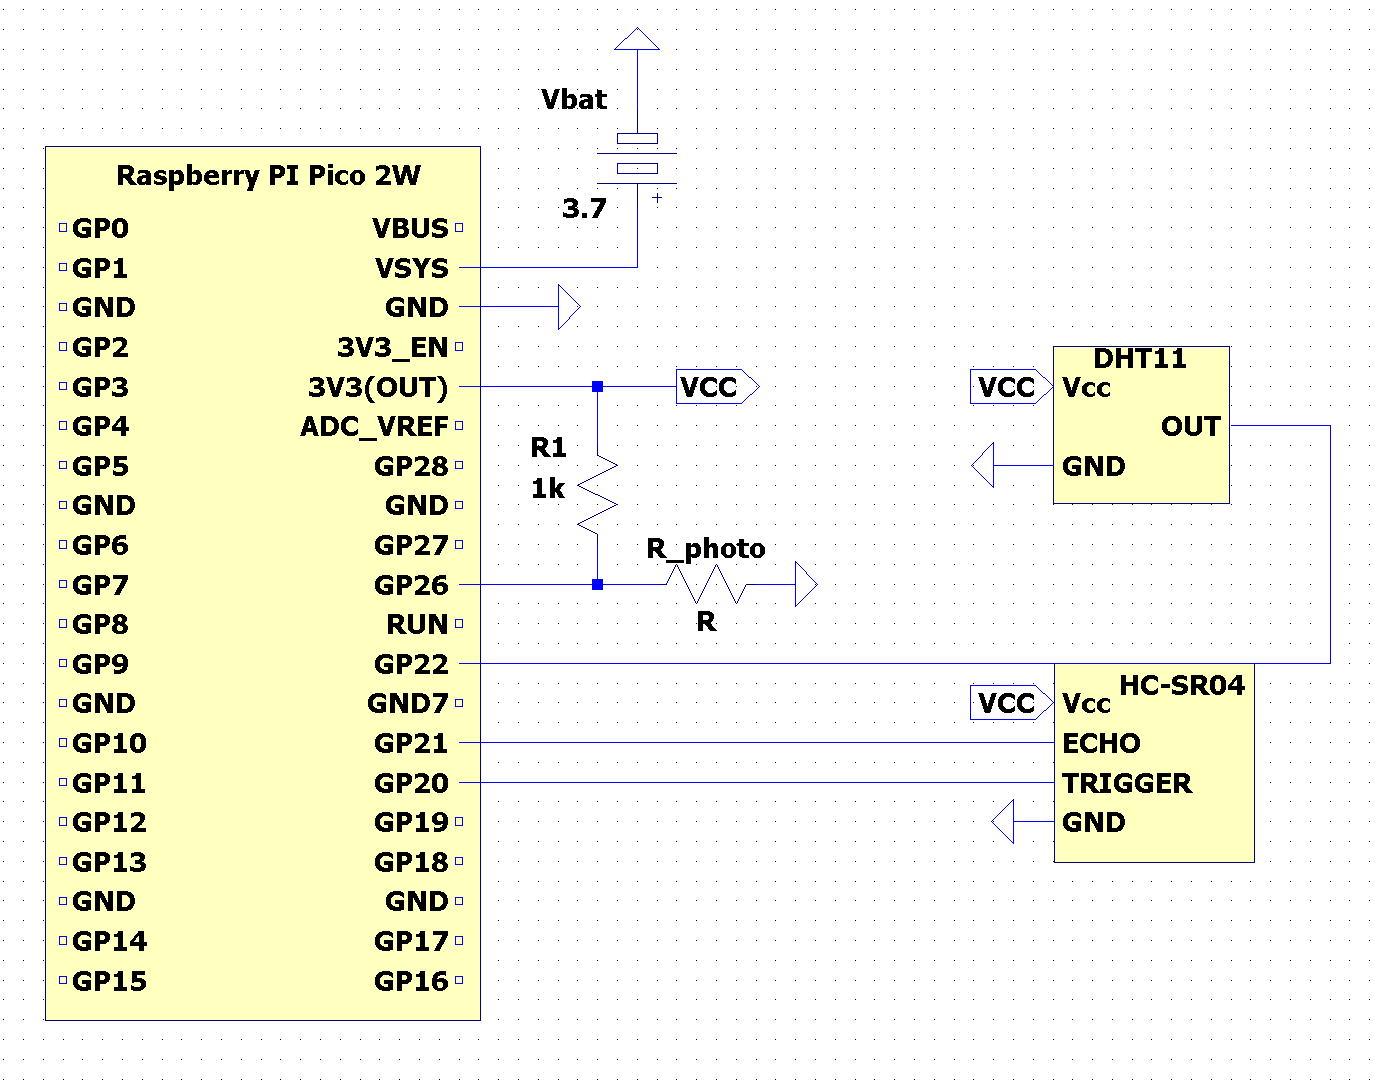 Vbat
3.7
+
Raspberry PI Pico 2W
GP0 VBUS
GP1 VSYS
GND GND
GP2 3V3_EN
GP3 3V3(OUT)
GP4 ADC_VREF
GP5 GP28
GND GND
GP6 GP27
GP7 GP26
GP8 RUN
GP9 GP22
GND GND7
GP10 GP21
GP11 GP20
GP12 GP19
GP13 GP18
GND GND
GP14 GP17
GP15 GP16
VCC
R1
1k
R_photo
R
DHT11
VCC Vcc
OUT
GND
HC-SR04
VCC Vcc
ECHO
TRIGGER
GND